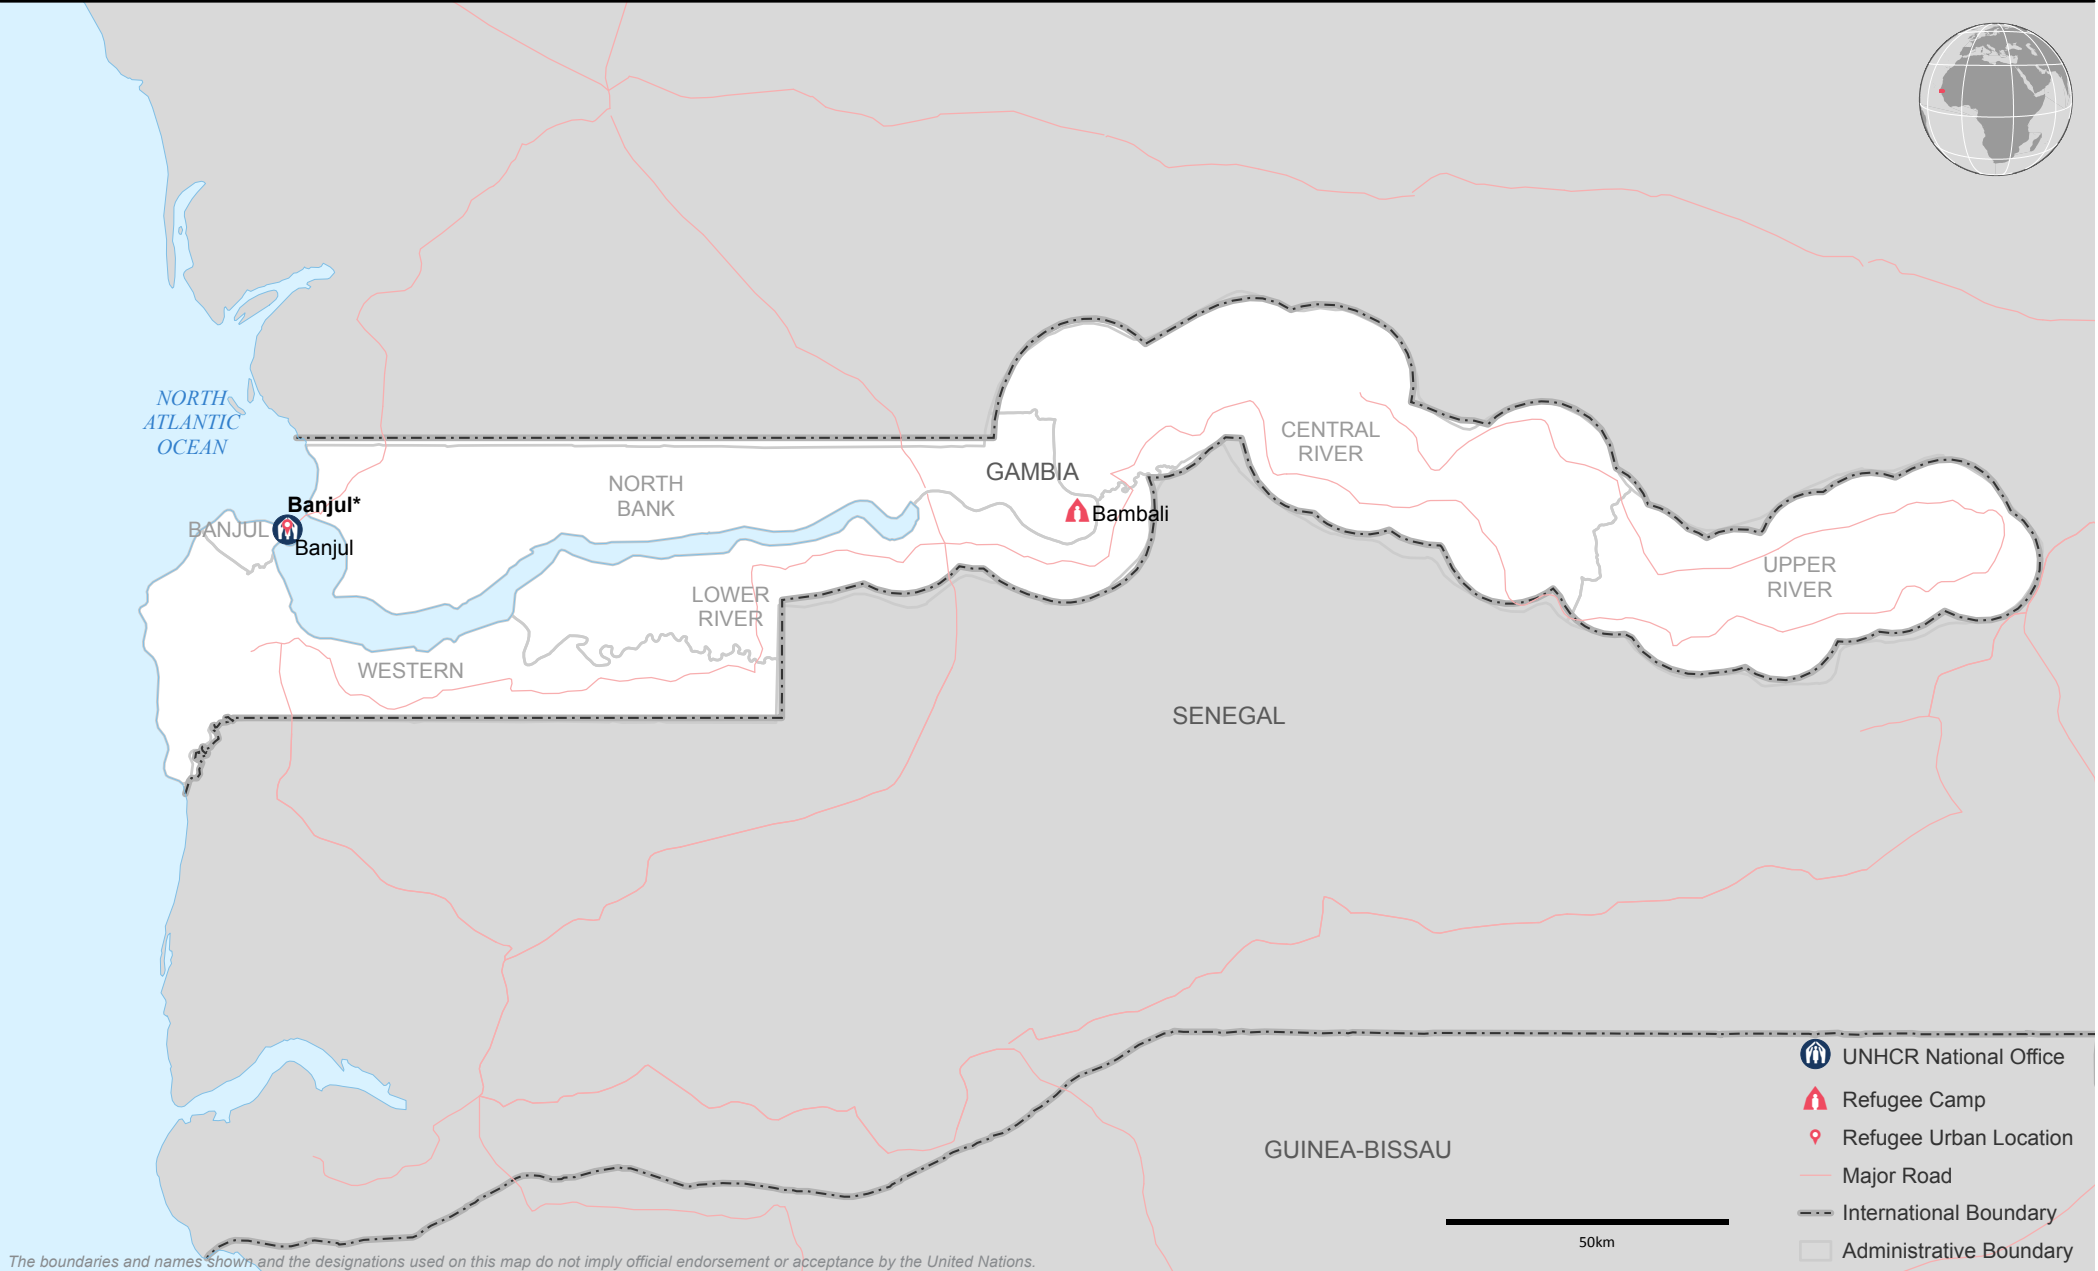 NORTH
ATLANTIC
OCEAN
CENTRAL
RIVER
GAMBIA
NORTH
BANK
Banjul*
BANJUL
Banjul
Bambali
UPPER
RIVER
LOWER
RIVER
WESTERN
SENEGAL
GUINEA-BISSAU
UNHCR National Office
Refugee Camp
Refugee Urban Location
Major Road
International Boundary
Administrative Boundary
50km
The boundaries and names shown and the designations used on this map do not imply official endorsement or acceptance by the United Nations.